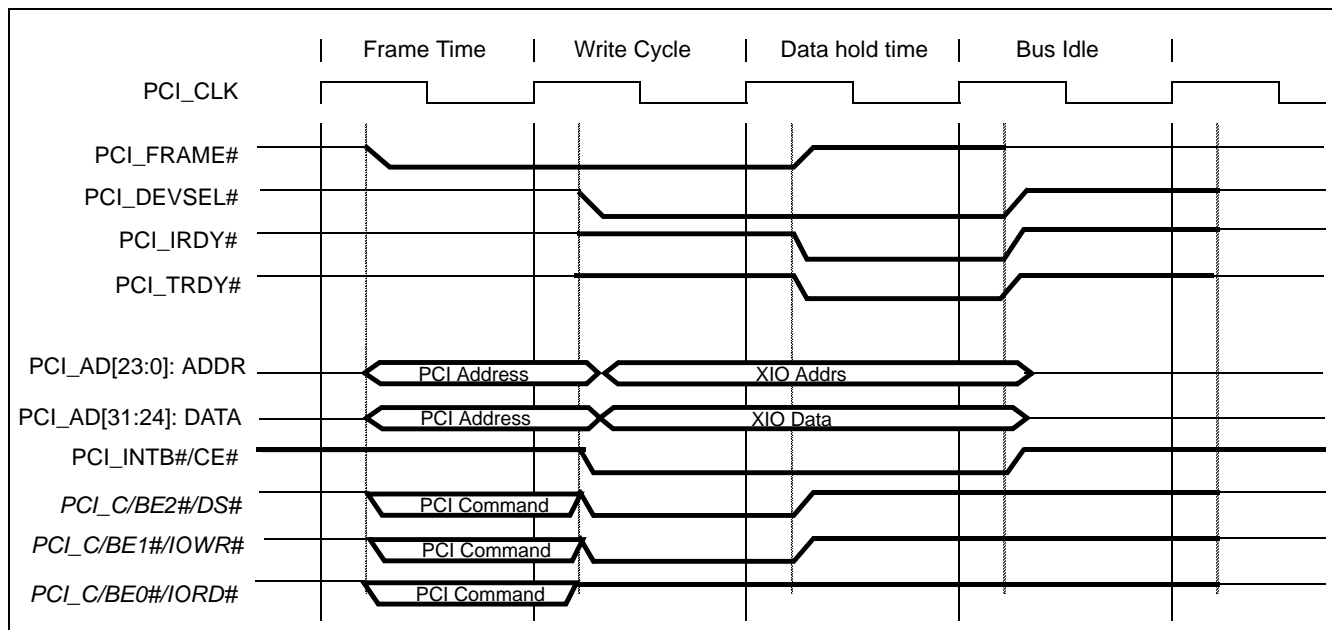 Frame Time Write Cycle Data hold time Bus Idle
PCI_CLK
PCI_FRAME#
PCI_DEVSEL#
PCI_IRDY#
PCI_TRDY#
PCI_AD[23:0]: ADDR PCI Address XIO Addrs
PCI_AD[31:24]: DATA PCI Address XIO Data
PCI_INTB#/CE#
PCI_C/BE2#/DS# PCI Command
PCI_C/BE1#/IOWR# PCI Command
PCI_C/BE0#/IORD# PCI Command